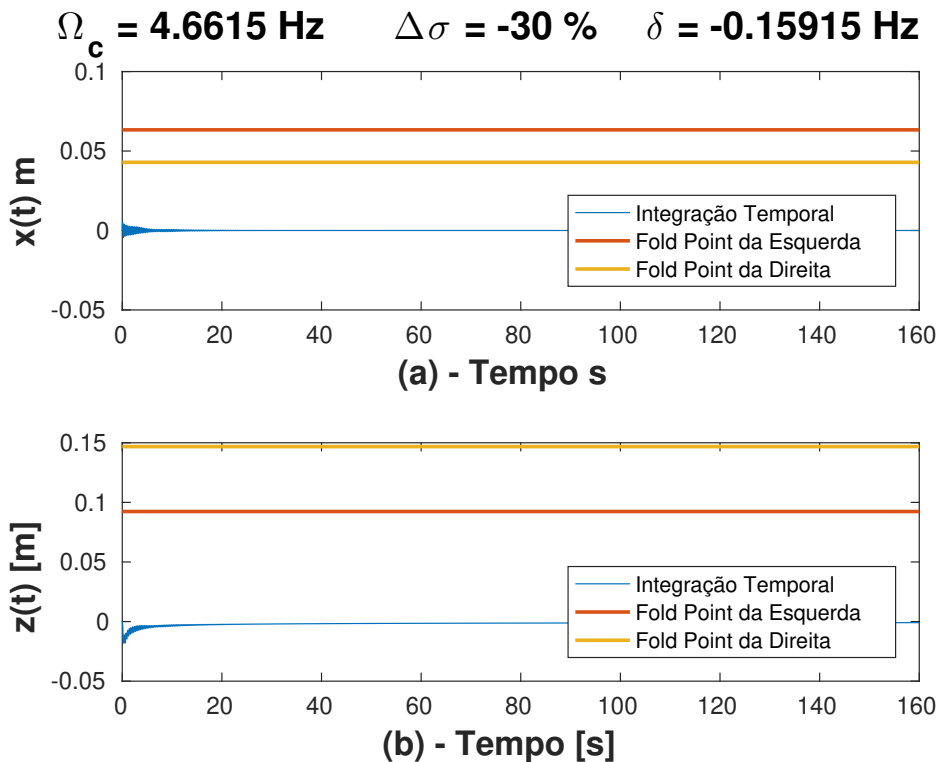 Ωc = 4.6615 Hz Δσ = -30 % δ = -0.15915 Hz
0.1
0.05
0
-0.05
x(t) m
Integração Temporal
Fold Point da Esquerda
Fold Point da Direita
0 20 40 60 80 100 120 140 160
(a) - Tempo s
0.15
0.1
0.05
0
-0.05
z(t) [m]
Integração Temporal
Fold Point da Esquerda
Fold Point da Direita
0 20 40 60 80 100 120 140 160
(b) - Tempo [s]